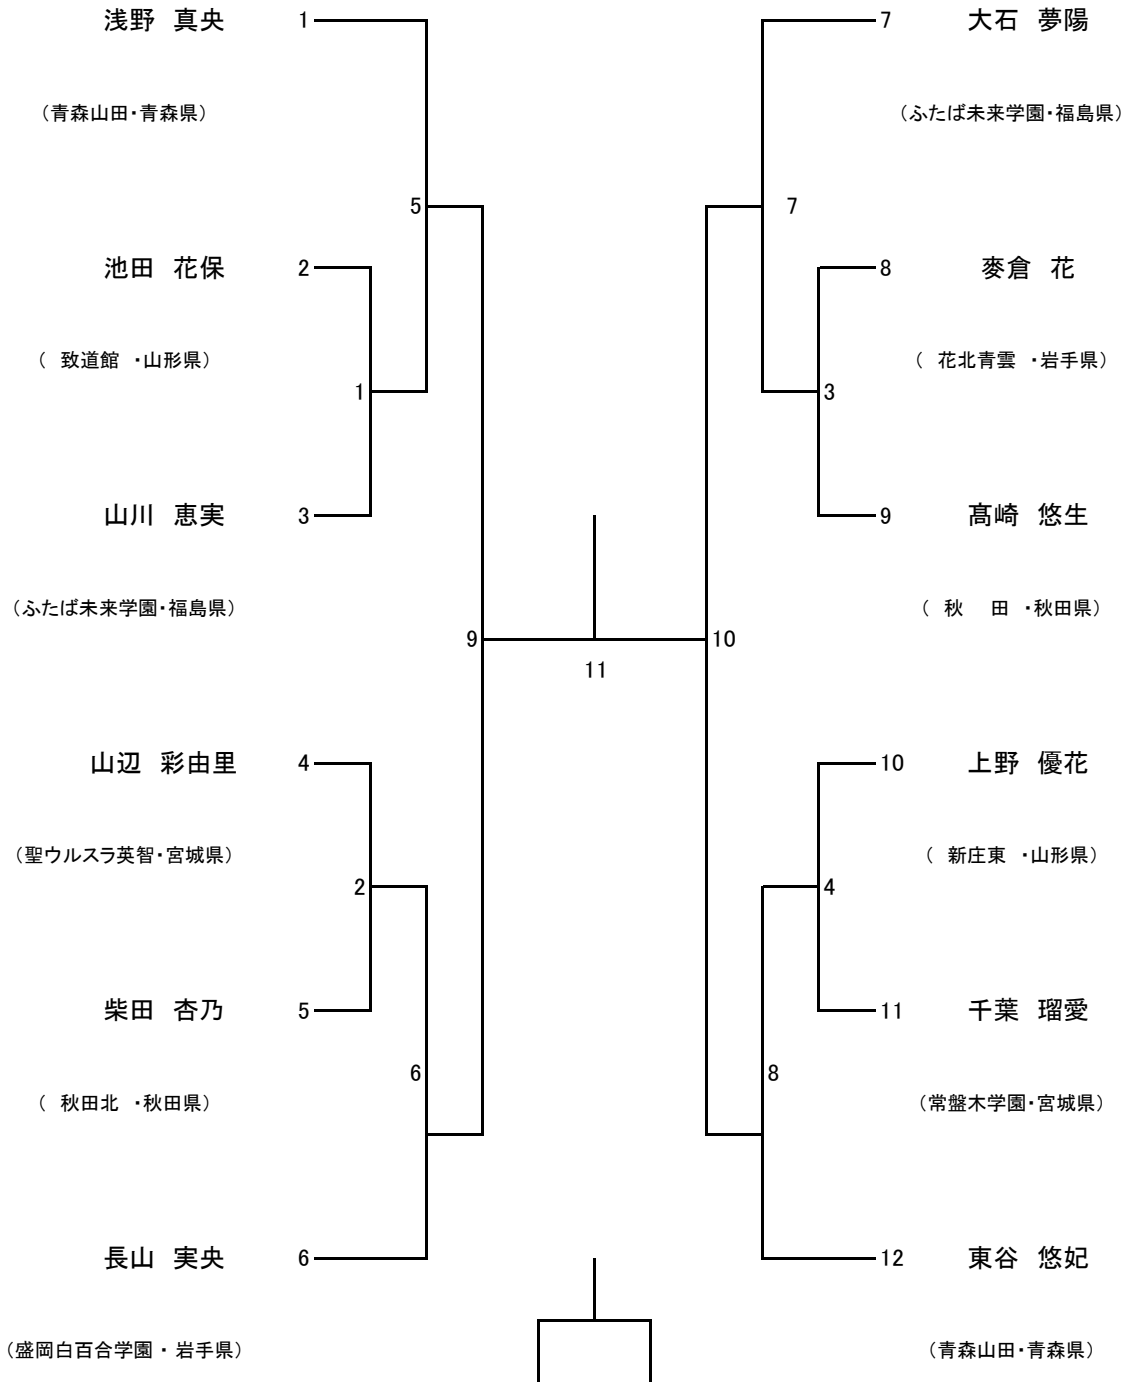 浅野 真央 1
7 大石 夢陽
(青森山田・青森県)
(ふたば未来学園・福島県)
5
7
池田 花保 2
8 麥倉 花
( 致道館 ・山形県)
( 花北青雲 ・岩手県)
1
3
山川 恵実 3
9 髙崎 悠生
(ふたば未来学園・福島県)
( 秋 田 ・秋田県)
9
10
11
山辺 彩由里 4
10 上野 優花
(聖ウルスラ英智・宮城県)
( 新庄東 ・山形県)
2
4
柴田 杏乃 5
11 千葉 瑠愛
6
8
( 秋田北 ・秋田県)
(常盤木学園・宮城県)
長山 実央 6
12 東谷 悠妃
(盛岡白百合学園 ・ 岩手県)
(青森山田・青森県)